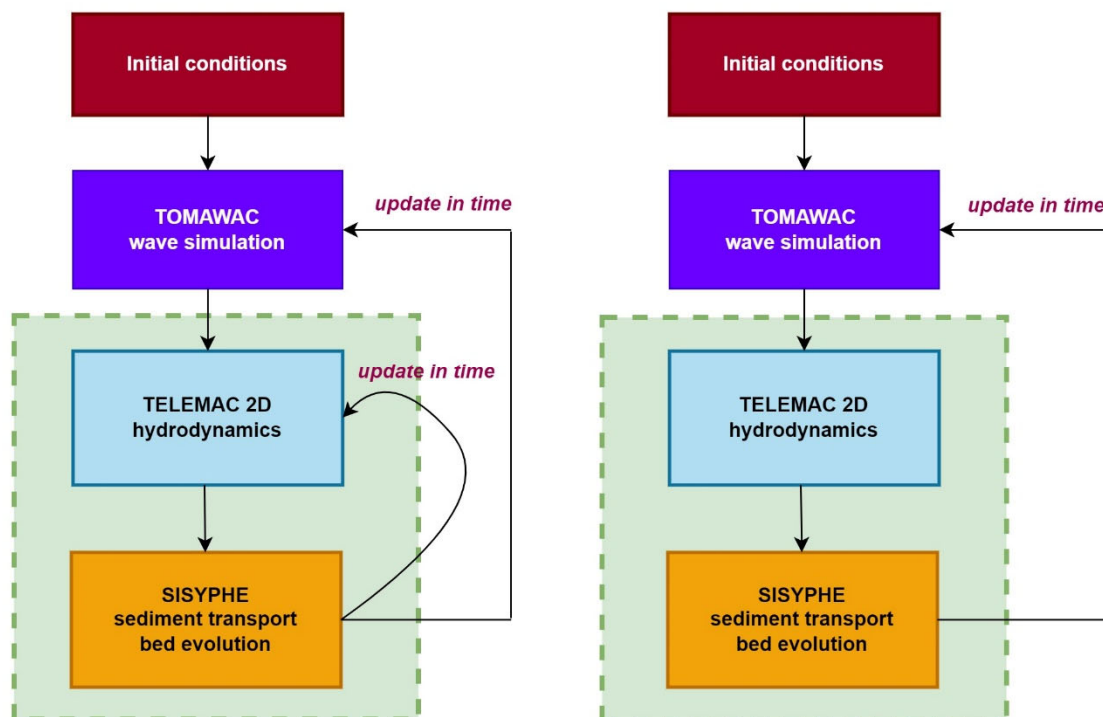 Initial conditions
TOMAWAC
wave simulation
update in time
TELEMAC 2D
hydrodynamics
update in time
SISYPHE
sediment transport
bed evolution
Initial conditions
TOMAWAC
wave simulation
update in time
TELEMAC 2D
hydrodynamics
SISYPHE
sediment transport
bed evolution